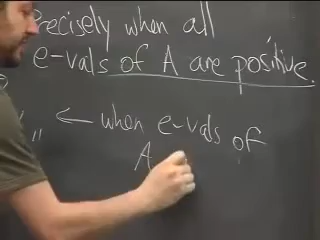 Precisely when all
e-vals of A are positive.
" ← when e-vals of
A